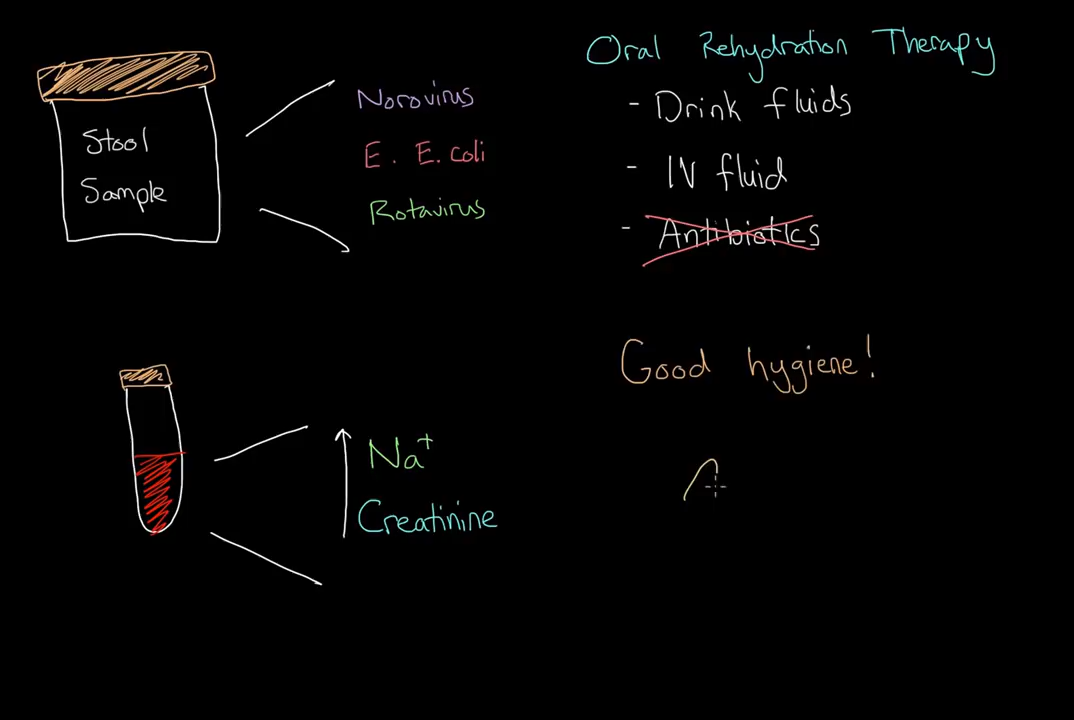 Stool
Sample
Norovirus
E. E. coli
Rotavirus
Na+
Creatinine
Oral Rehydration Therapy
- Drink fluids
- IV fluid
- Antibiotics
Good hygiene!